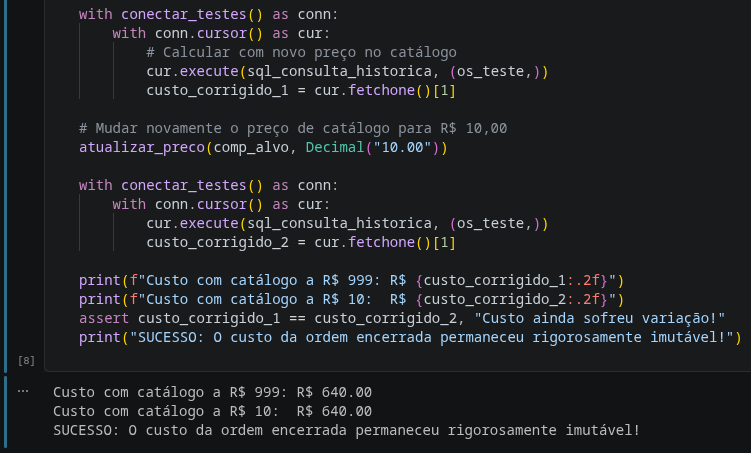 with conectar_testes() as conn:
with conn.cursor() as cur:
# Calcular com novo preço no catálogo
cur.execute(sql_consulta_historica, (os_teste,))
custo_corrigido_1 = cur.fetchone()[1]
# Mudar novamente o preço de catálogo para R$ 10,00
atualizar_preco(comp_alvo, Decimal("10.00"))
with conectar_testes() as conn:
with conn.cursor() as cur:
cur.execute(sql_consulta_historica, (os_teste,))
custo_corrigido_2 = cur.fetchone()[1]
print(f"Custo com catálogo a R$ 999: R$ {custo_corrigido_1:.2f}")
print(f"Custo com catálogo a R$ 10:  R$ {custo_corrigido_2:.2f}")
assert custo_corrigido_1 == custo_corrigido_2, "Custo ainda sofreu variação!"
print("SUCESSO: O custo da ordem encerrada permaneceu rigorosamente imutável!")
[8]
...
Custo com catálogo a R$ 999: R$ 640.00
Custo com catálogo a R$ 10:  R$ 640.00
SUCESSO: O custo da ordem encerrada permaneceu rigorosamente imutável!